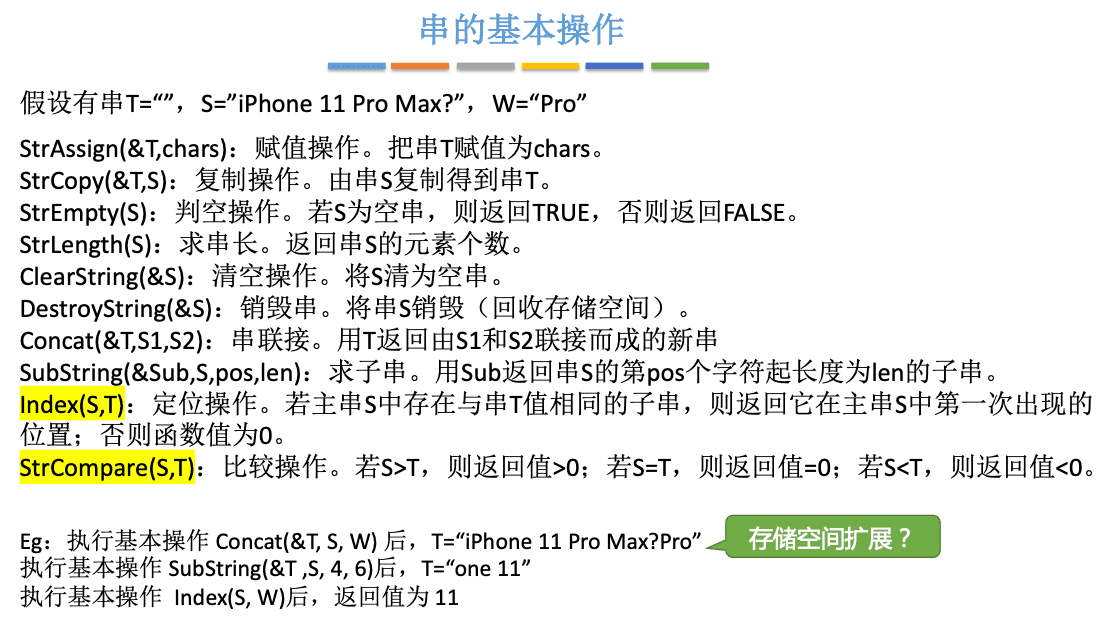 串的基本操作
假设有串T=“”，S=”iPhone 11 Pro Max?”，W=“Pro”
StrAssign(&T,chars)：赋值操作。把串T赋值为chars。
StrCopy(&T,S)：复制操作。由串S复制得到串T。
StrEmpty(S)：判空操作。若S为空串，则返回TRUE，否则返回FALSE。
StrLength(S)：求串长。返回串S的元素个数。
ClearString(&S)：清空操作。将S清为空串。
DestroyString(&S)：销毁串。将串S销毁（回收存储空间）。
Concat(&T,S1,S2)：串联接。用T返回由S1和S2联接而成的新串
SubString(&Sub,S,pos,len)：求子串。用Sub返回串S的第pos个字符起长度为len的子串。
Index(S,T)：定位操作。若主串S中存在与串T值相同的子串，则返回它在主串S中第一次出现的
位置；否则函数值为0。
StrCompare(S,T)：比较操作。若S>T，则返回值>0；若S=T，则返回值=0；若S<T，则返回值<0。
Eg：执行基本操作 Concat(&T, S, W) 后，T=“iPhone 11 Pro Max?Pro”
存储空间扩展？
执行基本操作 SubString(&T ,S, 4, 6)后，T=“one 11”
执行基本操作 Index(S, W)后，返回值为 11